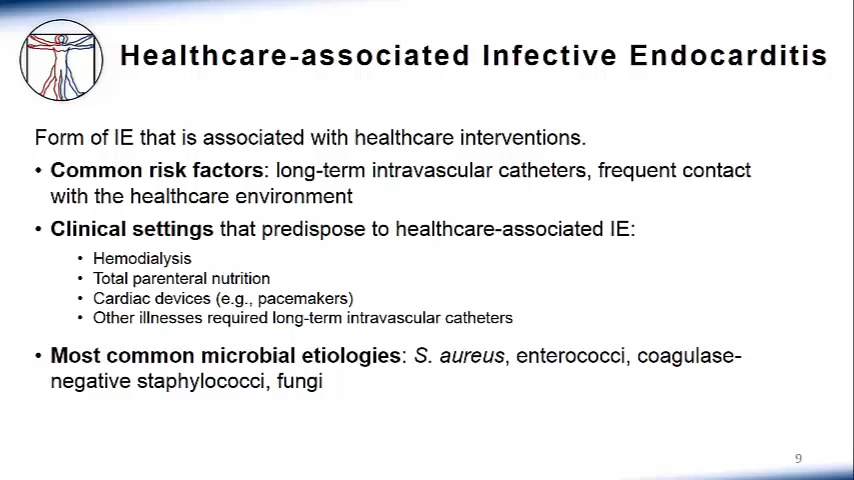 Healthcare-associated Infective Endocarditis
Form of IE that is associated with healthcare interventions.
• Common risk factors: long-term intravascular catheters, frequent contact
with the healthcare environment
• Clinical settings that predispose to healthcare-associated IE:
• Hemodialysis
• Total parenteral nutrition
• Cardiac devices (e.g., pacemakers)
• Other illnesses required long-term intravascular catheters
• Most common microbial etiologies: S. aureus, enterococci, coagulase-
negative staphylococci, fungi
9